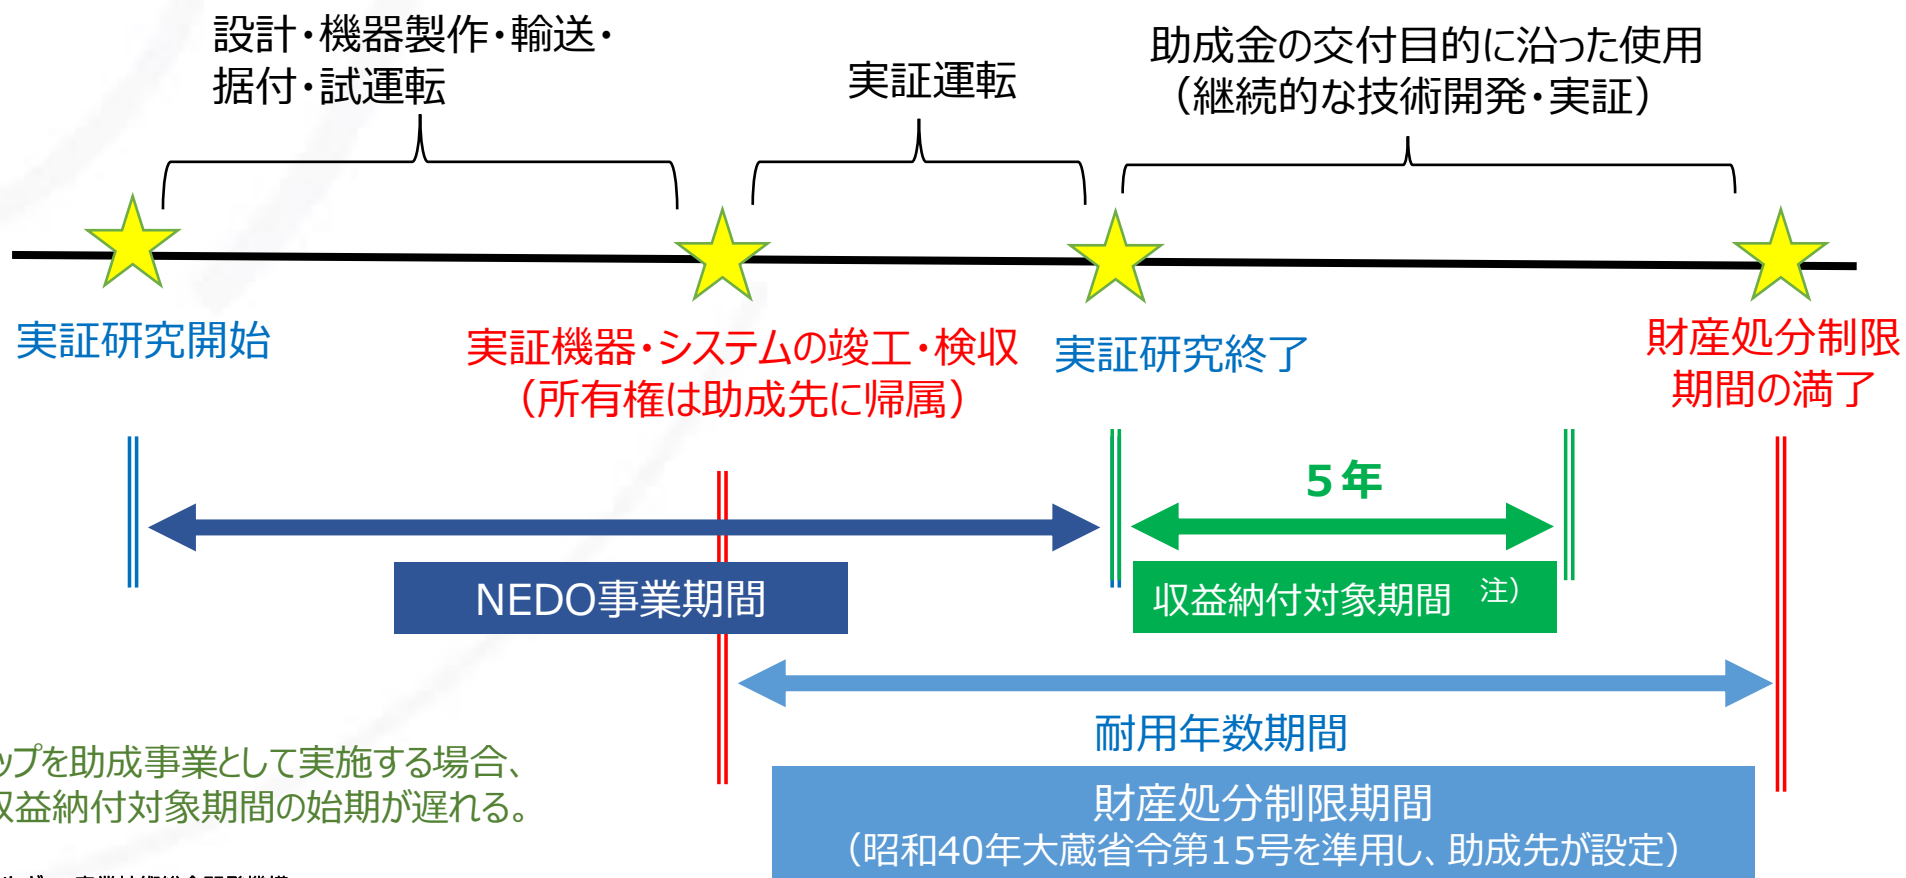 設計・機器製作・輸送・
据付・試運転
実証運転
助成金の交付目的に沿った使用
（継続的な技術開発・実証）
実証研究開始
実証機器・システムの竣工・検収
（所有権は助成先に帰属）
実証研究終了
財産処分制限
期間の満了
5年
NEDO事業期間
収益納付対象期間 注）
耐用年数期間
財産処分制限期間
（昭和40年大蔵省令第15号を準用し、助成先が設定）
ップを助成事業として実施する場合、
収益納付対象期間の始期が遅れる。